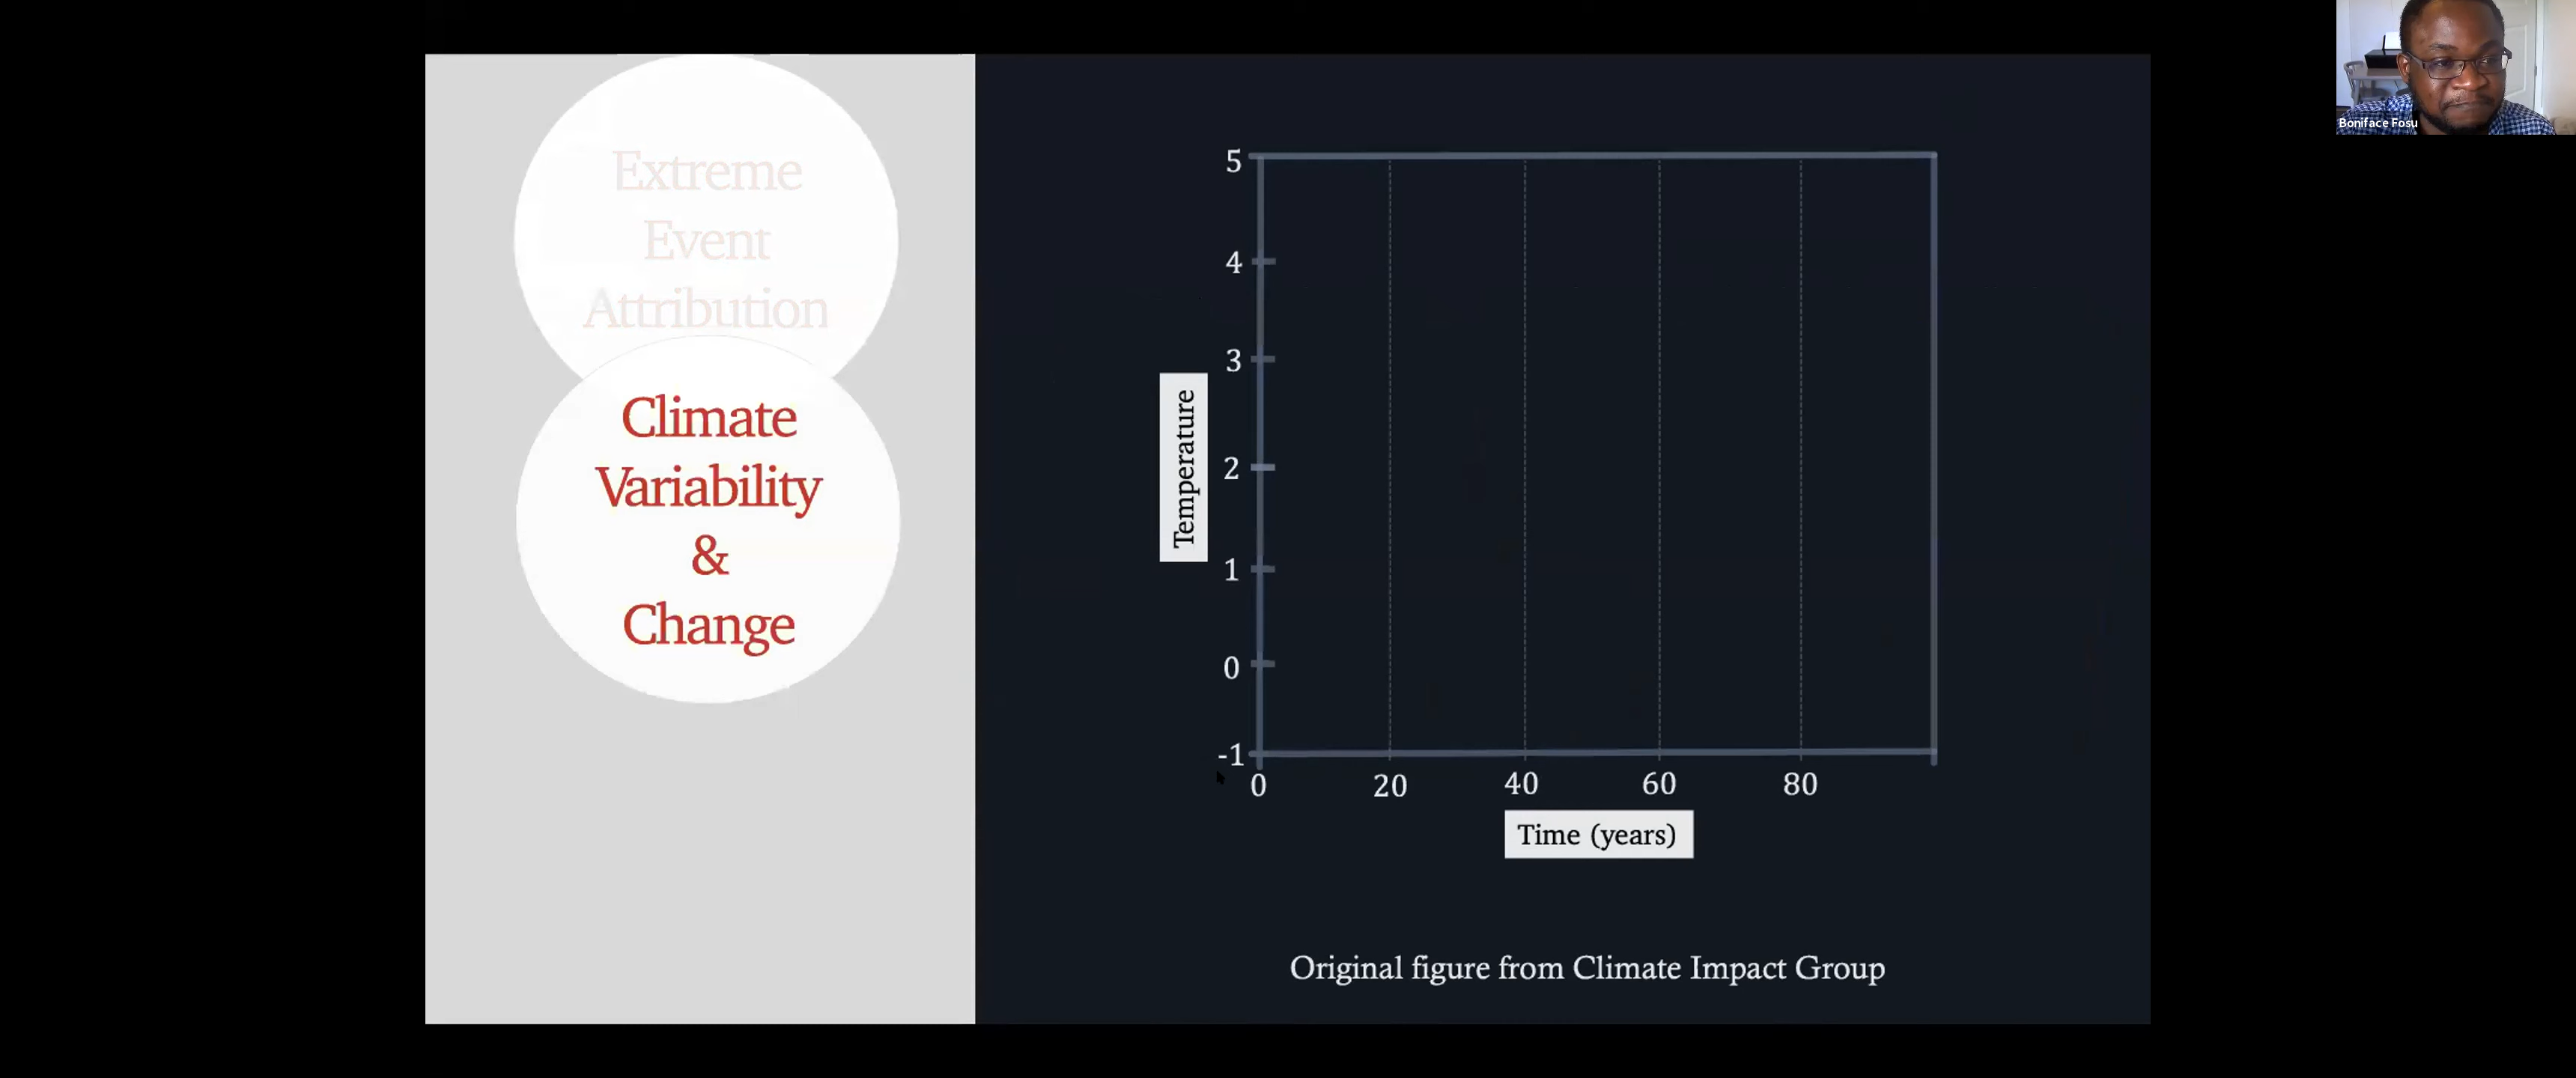 Extreme
Event
Attribution
Climate
Variability
&
Change
5
4
3
2
1
0
-1
Temperature
0 20 40 60 80
Time (years)
Original figure from Climate Impact Group
Boniface Fosu